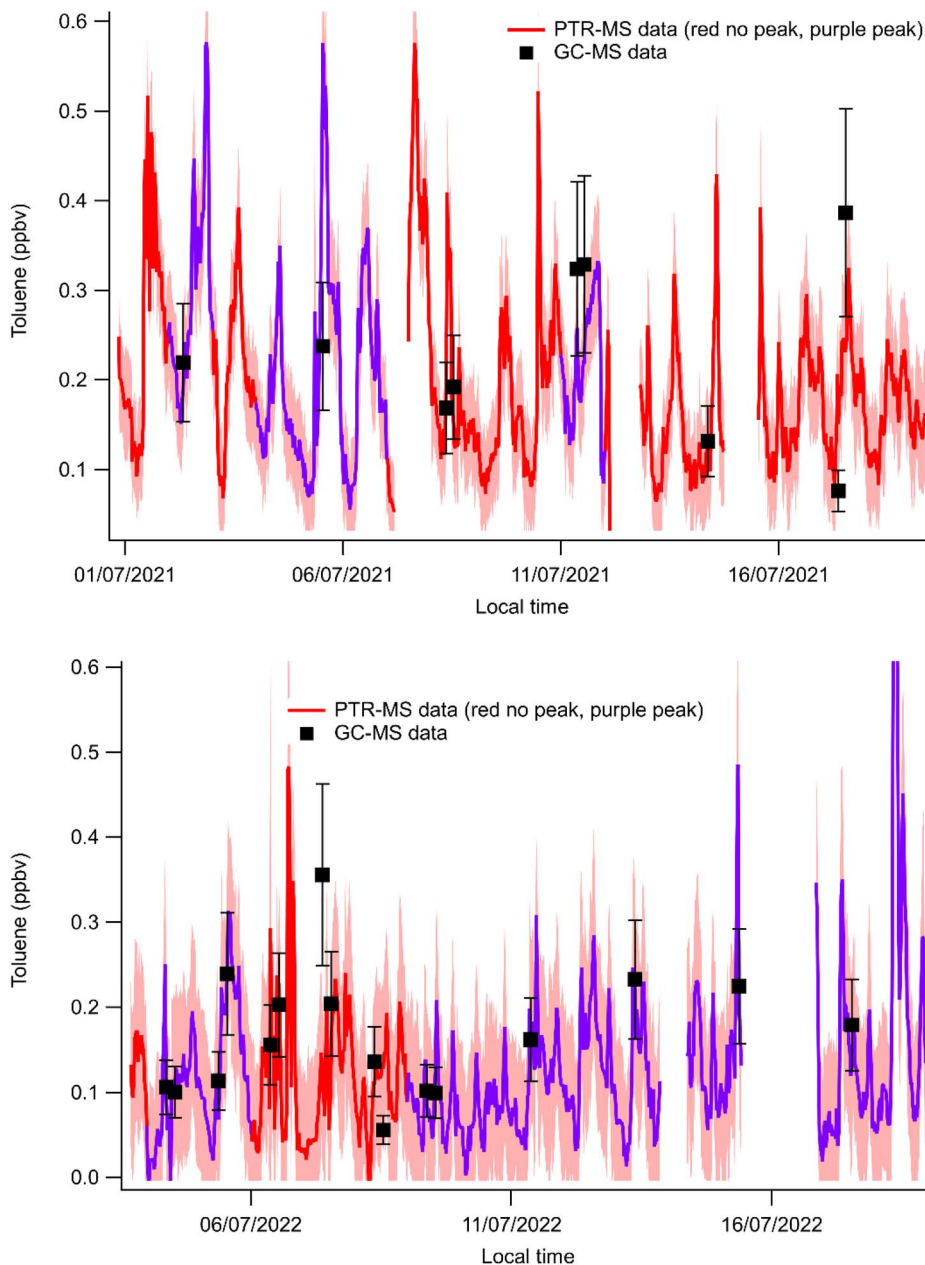 0.6
0.5
0.4
0.3
0.2
0.1
Toluene (ppbv)
PTR-MS data (red no peak, purple peak)
GC-MS data
01/07/2021 06/07/2021 11/07/2021 16/07/2021
Local time
0.6
0.5
0.4
0.3
0.2
0.1
0.0
Toluene (ppbv)
PTR-MS data (red no peak, purple peak)
GC-MS data
06/07/2022 11/07/2022 16/07/2022
Local time